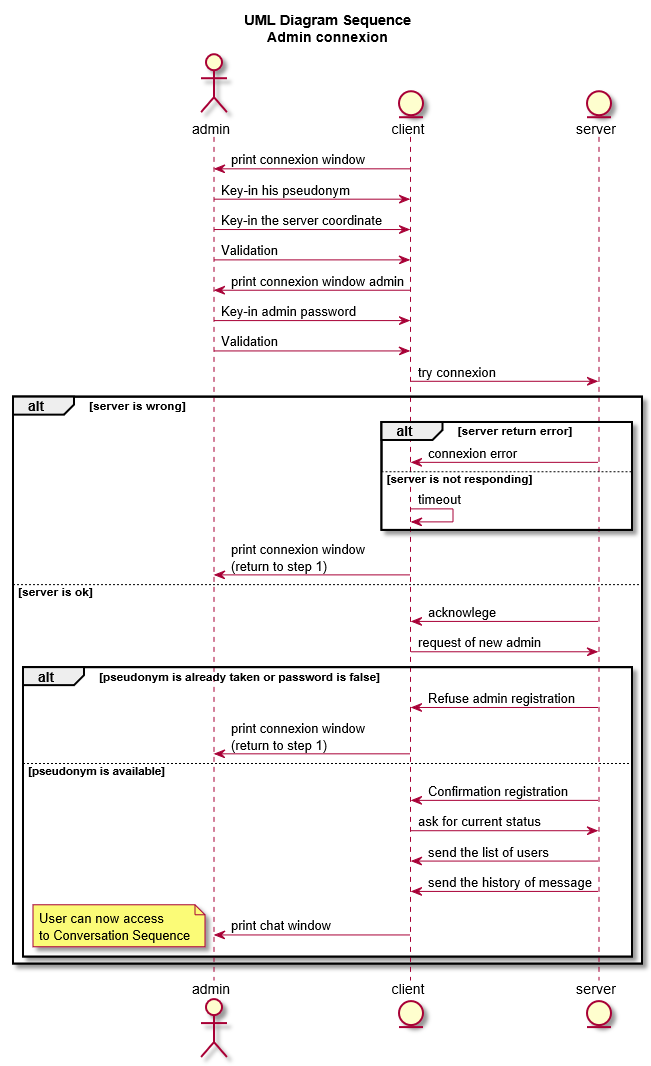 UML Diagram Sequence
Admin connexion
admin
client
server
print connexion window
Key-in his pseudonym
Key-in the server coordinate
Validation
print connexion window admin
Key-in admin password
Validation
try connexion
alt [server is wrong]
alt [server return error]
connexion error
[server is not responding]
timeout
print connexion window
(return to step 1)
[server is ok]
acknowlege
request of new admin
alt [pseudonym is already taken or password is false]
Refuse admin registration
print connexion window
(return to step 1)
[pseudonym is available]
Confirmation registration
ask for current status
send the list of users
send the history of message
User can now access
to Conversation Sequence
print chat window
admin
client
server